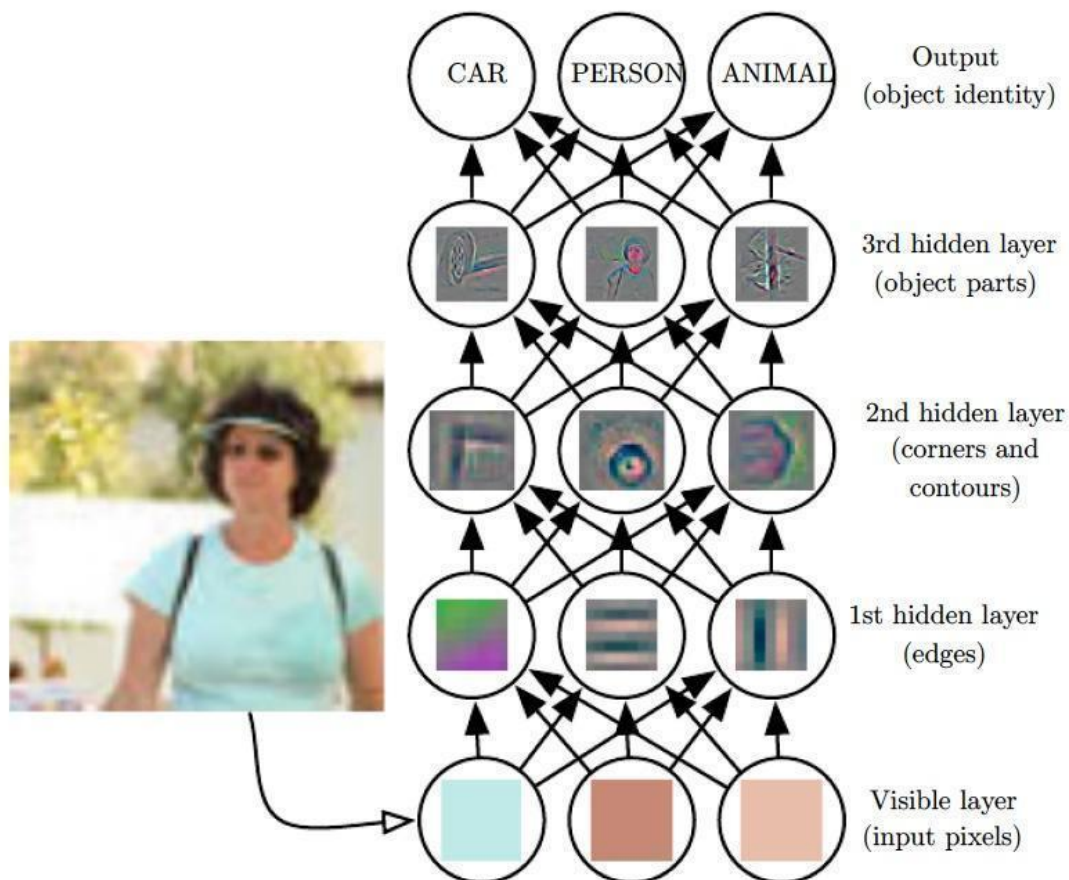 CAR PERSON ANIMAL
Output
(object identity)
3rd hidden layer
(object parts)
2nd hidden layer
(corners and
contours)
1st hidden layer
(edges)
Visible layer
(input pixels)